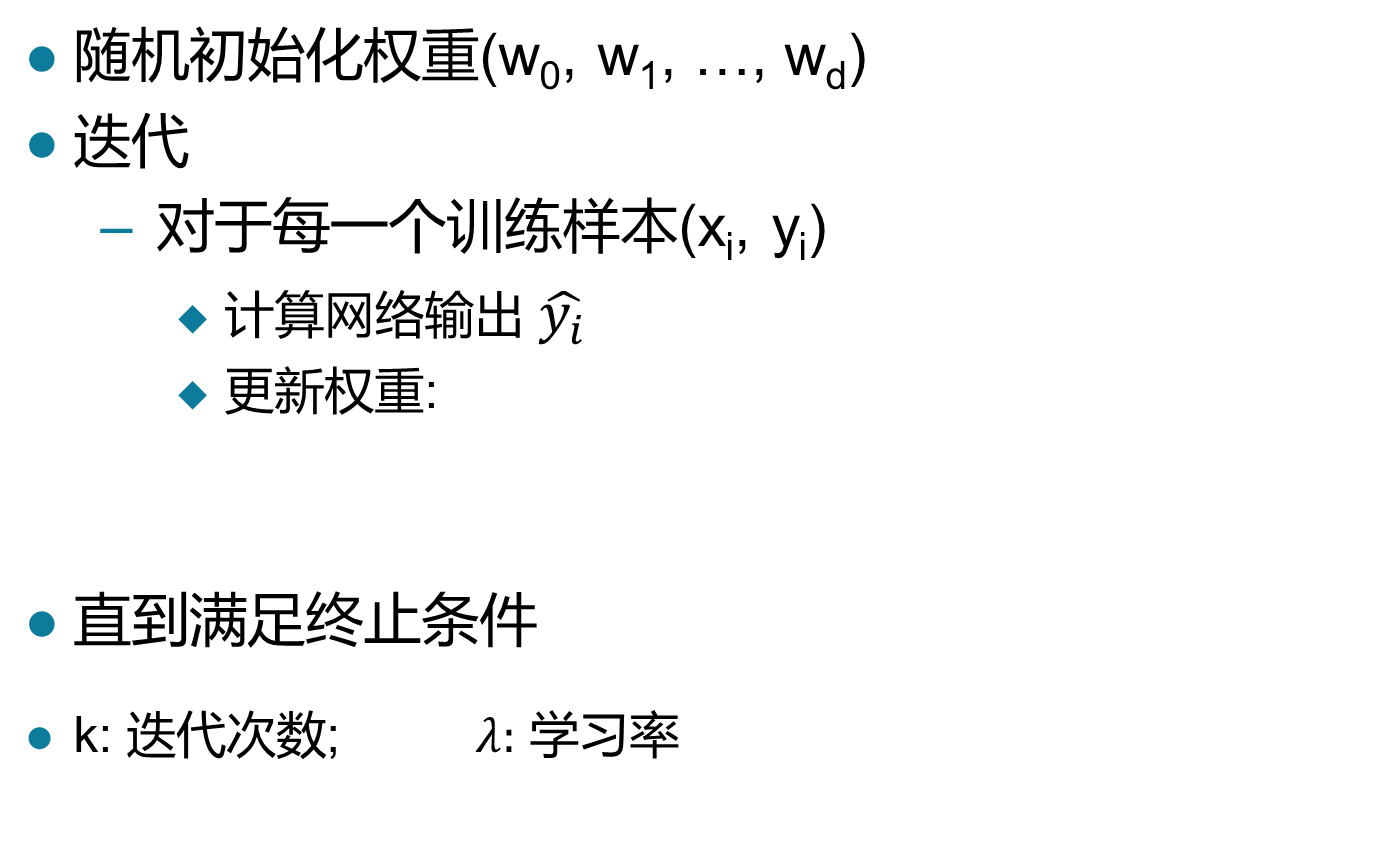 ● 随机初始化权重(w₀, w₁, …, w_d)
● 迭代
– 对于每一个训练样本(xᵢ, yᵢ)
◆ 计算网络输出 ŷᵢ
◆ 更新权重:
● 直到满足终止条件
● k: 迭代次数; λ: 学习率